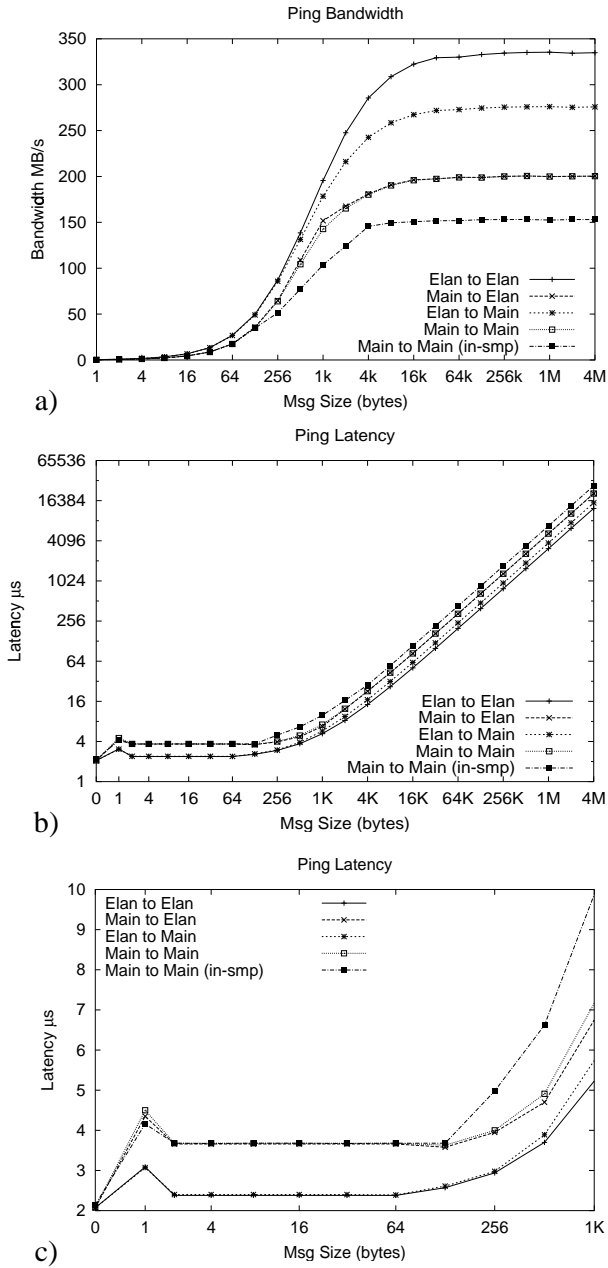 Ping Bandwidth
350
300
250
200
150
100
50
0
Bandwidth MB/s
Elan to Elan
Main to Elan
Elan to Main
Main to Main
Main to Main (in-smp)
1 4 16 64 256 1k 4k 16k 64k 256k 1M 4M
Msg Size (bytes)
a)
Ping Latency
65536
16384
4096
1024
256
64
16
4
1
Latency µs
Elan to Elan
Main to Elan
Elan to Main
Main to Main
Main to Main (in-smp)
0 1 4 16 64 256 1K 4K 16K 64K 256K 1M 4M
Msg Size (bytes)
b)
Ping Latency
10
9
8
7
6
5
4
3
2
Latency µs
Elan to Elan
Main to Elan
Elan to Main
Main to Main
Main to Main (in-smp)
0 1 4 16 64 256 1K
Msg Size (bytes)
c)